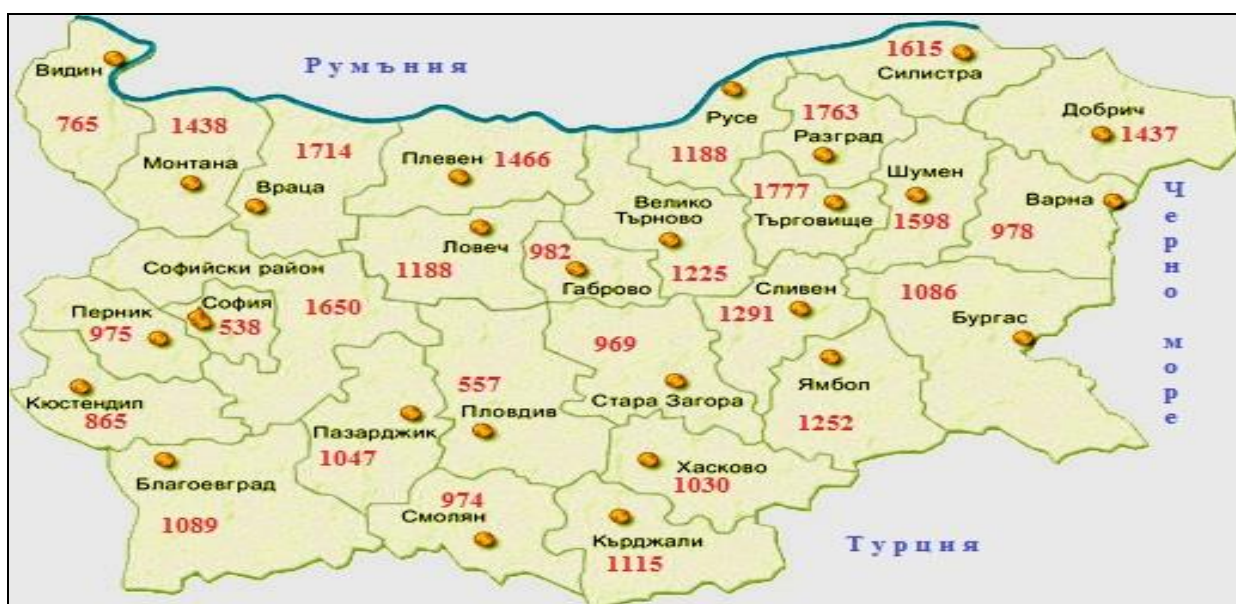 Румъния
1615
Силистра
Видин
765
1438
Монтана
1714
Враца
Плевен 1466
Русе
1188
1763
Разград
Добрич
1437
Шумен
1598
1777
Търговище
Варна
978
Велико
Търново
1225
Ловеч
1188
982
Габрово
Софийски район
1650
София
538
Перник
975
Сливен
1291
1086
Бургас
Черно море
969
Стара Загора
Ямбол
1252
557
Пловдив
Кюстендил
865
Пазарджик
1047
Благоевград
1089
974
Смолян
Хасково
1030
Кърджали
1115
Турция